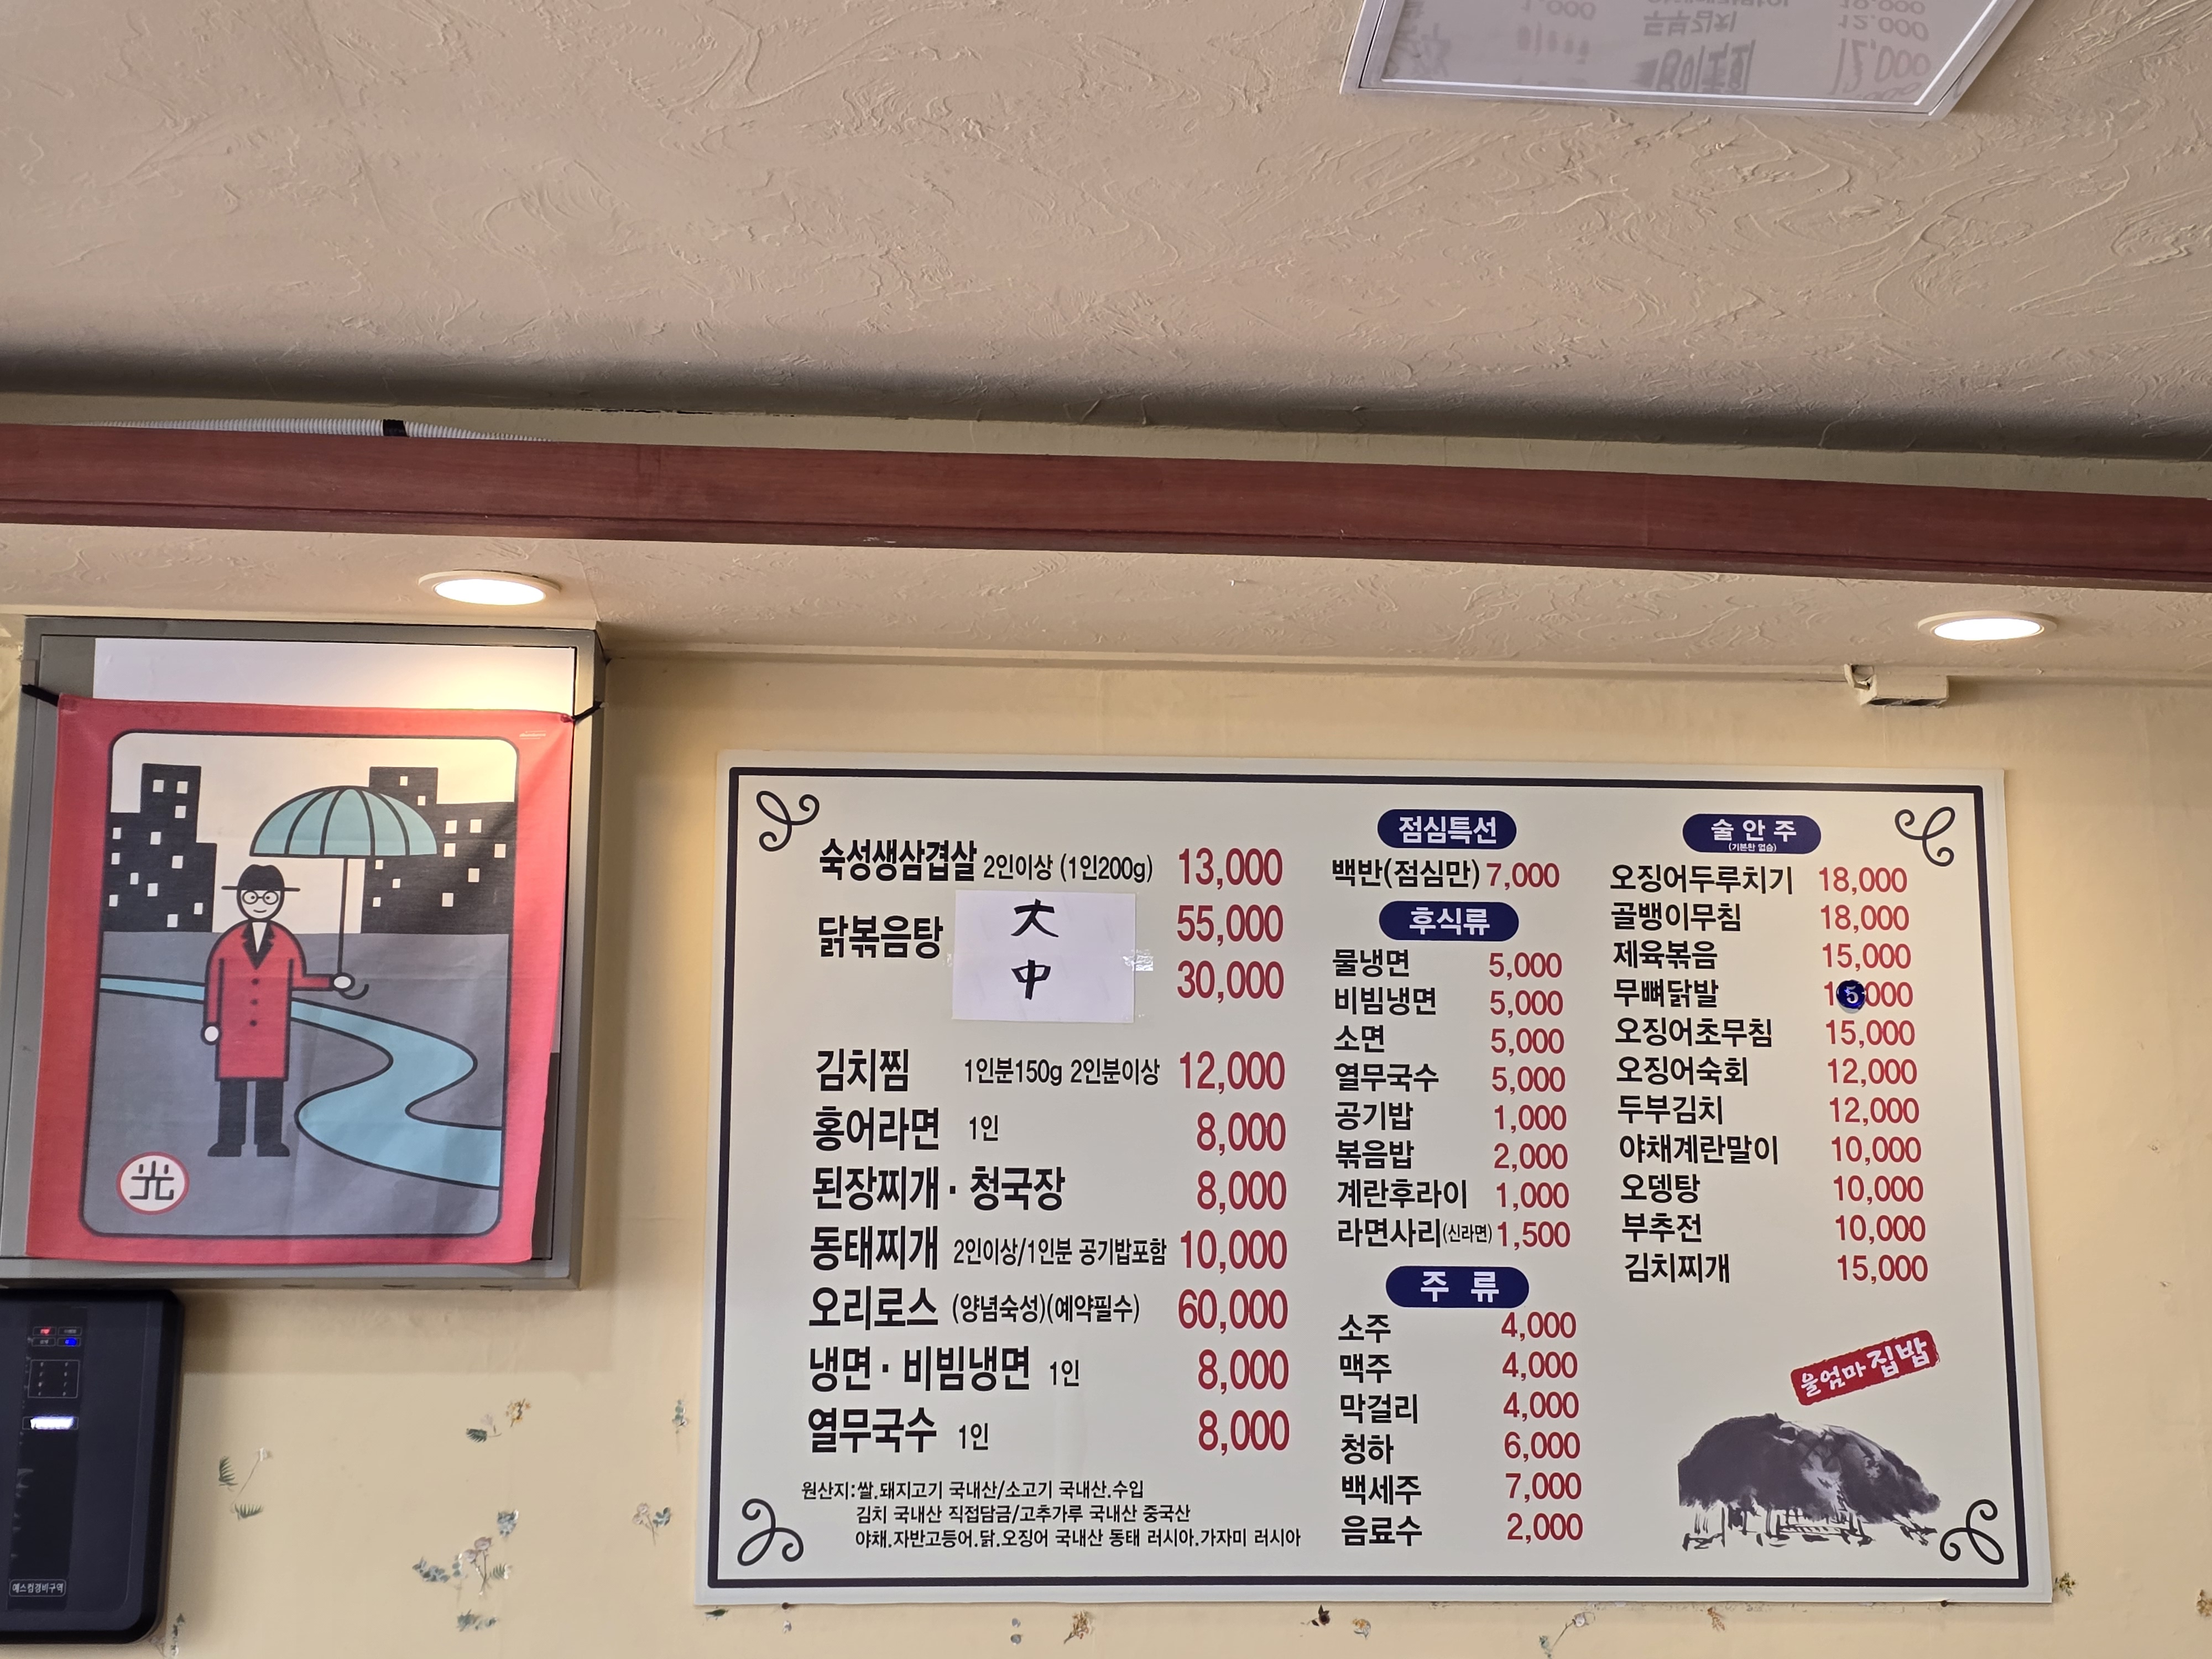 숙성생삼겹살 2인이상 (1인200g) 13,000
닭볶음탕 大 55,000
中 30,000
김치찜 1인분150g 2인분이상 12,000
홍어라면 1인 8,000
된장찌개·청국장 8,000
동태찌개 2인이상/1인분 공기밥포함 10,000
오리로스 (양념숙성)(예약필수) 60,000
냉면·비빔냉면 1인 8,000
열무국수 1인 8,000
원산지:쌀.돼지고기 국내산/소고기 국내산.수입
김치 국내산 직접담금/고추가루 국내산 중국산
야채.자반고등어.닭.오징어 국내산 동태 러시아.가자미 러시아
점심특선
백반(점심만) 7,000
후식류
물냉면 5,000
비빔냉면 5,000
소면 5,000
열무국수 5,000
공기밥 1,000
볶음밥 2,000
계란후라이 1,000
라면사리(신라면) 1,500
주 류
소주 4,000
맥주 4,000
막걸리 4,000
청하 6,000
백세주 7,000
음료수 2,000
술 안 주
(기본찬 없슴)
오징어두루치기 18,000
골뱅이무침 18,000
제육볶음 15,000
무뼈닭발 15000
오징어초무침 15,000
오징어숙회 12,000
두부김치 12,000
야채계란말이 10,000
오뎅탕 10,000
부추전 10,000
김치찌개 15,000
울엄마 집밥
光
에스컴경비구역